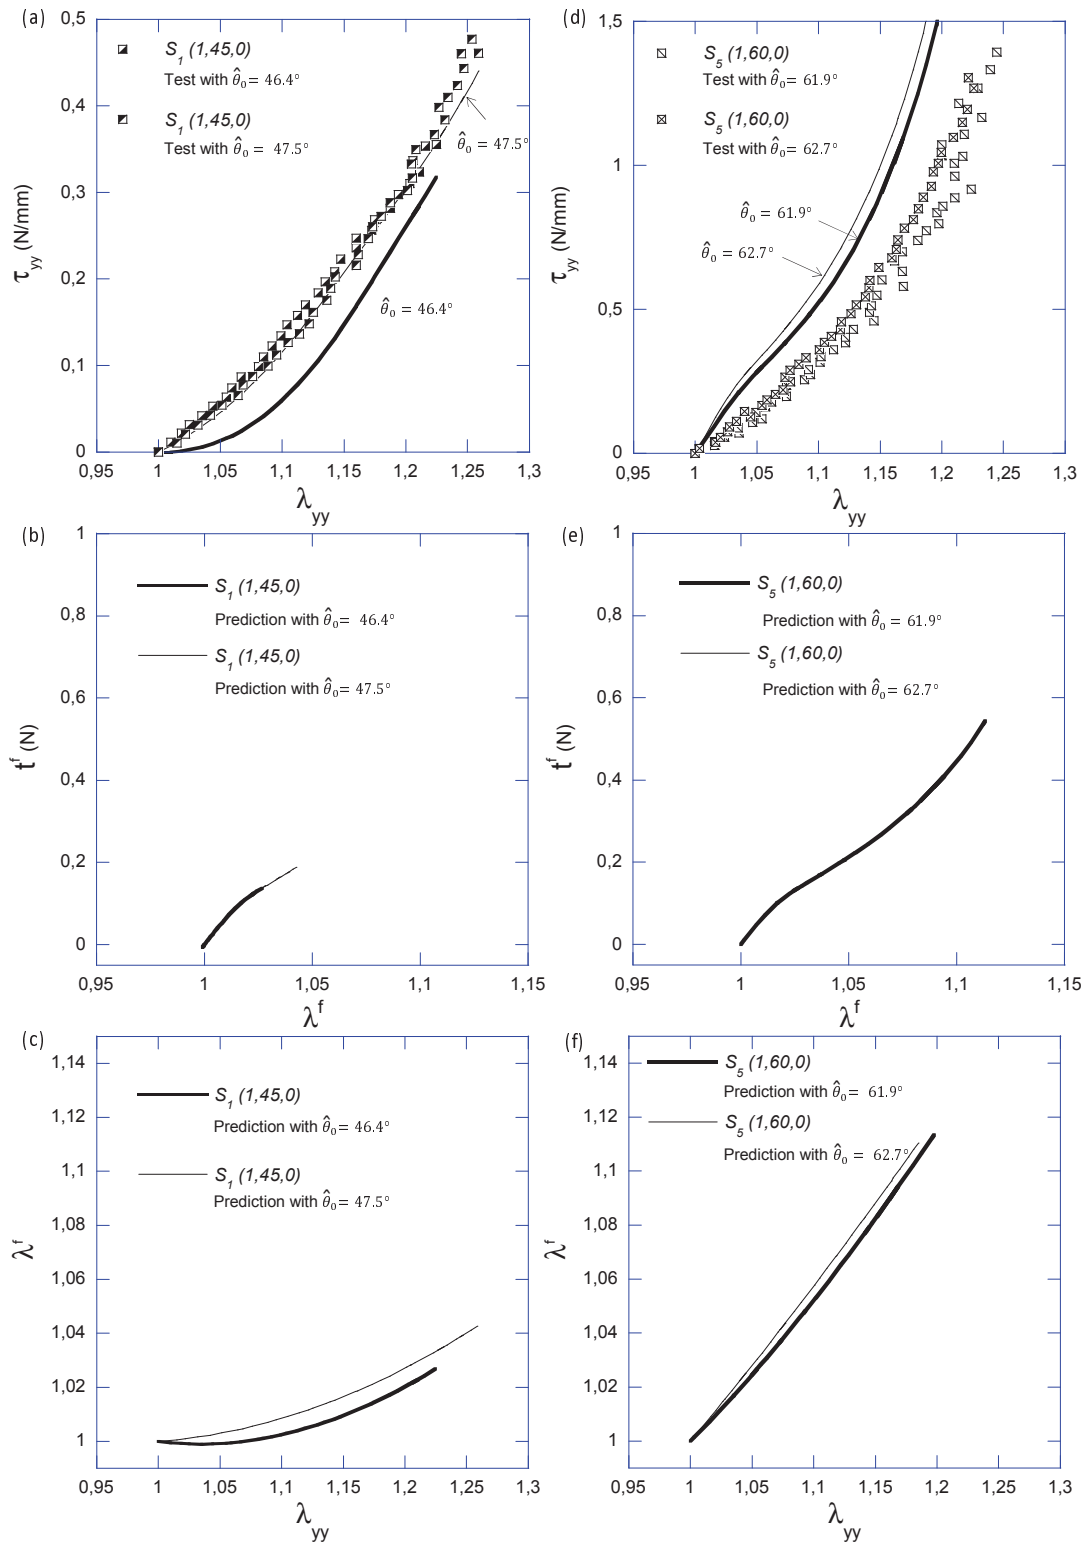 (a)
0,5
0,4
0,3
0,2
0,1
0
τyy (N/mm)
S1 (1,45,0)
Test with θ̂0 = 46.4°
S1 (1,45,0)
Test with θ̂0 = 47.5°
θ̂0 = 47.5°
θ̂0 = 46.4°
0,95 1 1,05 1,1 1,15 1,2 1,25 1,3
λyy
(d)
1,5
1
0,5
0
τyy (N/mm)
S5 (1,60,0)
Test with θ̂0 = 61.9°
S5 (1,60,0)
Test with θ̂0 = 62.7°
θ̂0 = 61.9°
θ̂0 = 62.7°
0,95 1 1,05 1,1 1,15 1,2 1,25 1,3
λyy
(b)
1
0,8
0,6
0,4
0,2
0
tf (N)
S1 (1,45,0)
Prediction with θ̂0 = 46.4°
S1 (1,45,0)
Prediction with θ̂0 = 47.5°
0,95 1 1,05 1,1 1,15
λf
(e)
1
0,8
0,6
0,4
0,2
0
tf (N)
S5 (1,60,0)
Prediction with θ̂0 = 61.9°
S5 (1,60,0)
Prediction with θ̂0 = 62.7°
0,95 1 1,05 1,1 1,15
λf
(c)
1,14
1,12
1,1
1,08
1,06
1,04
1,02
1
λf
S1 (1,45,0)
Prediction with θ̂0 = 46.4°
S1 (1,45,0)
Prediction with θ̂0 = 47.5°
0,95 1 1,05 1,1 1,15 1,2 1,25 1,3
λyy
(f)
1,14
1,12
1,1
1,08
1,06
1,04
1,02
1
λf
S5 (1,60,0)
Prediction with θ̂0 = 61.9°
S5 (1,60,0)
Prediction with θ̂0 = 62.7°
0,95 1 1,05 1,1 1,15 1,2 1,25 1,3
λyy